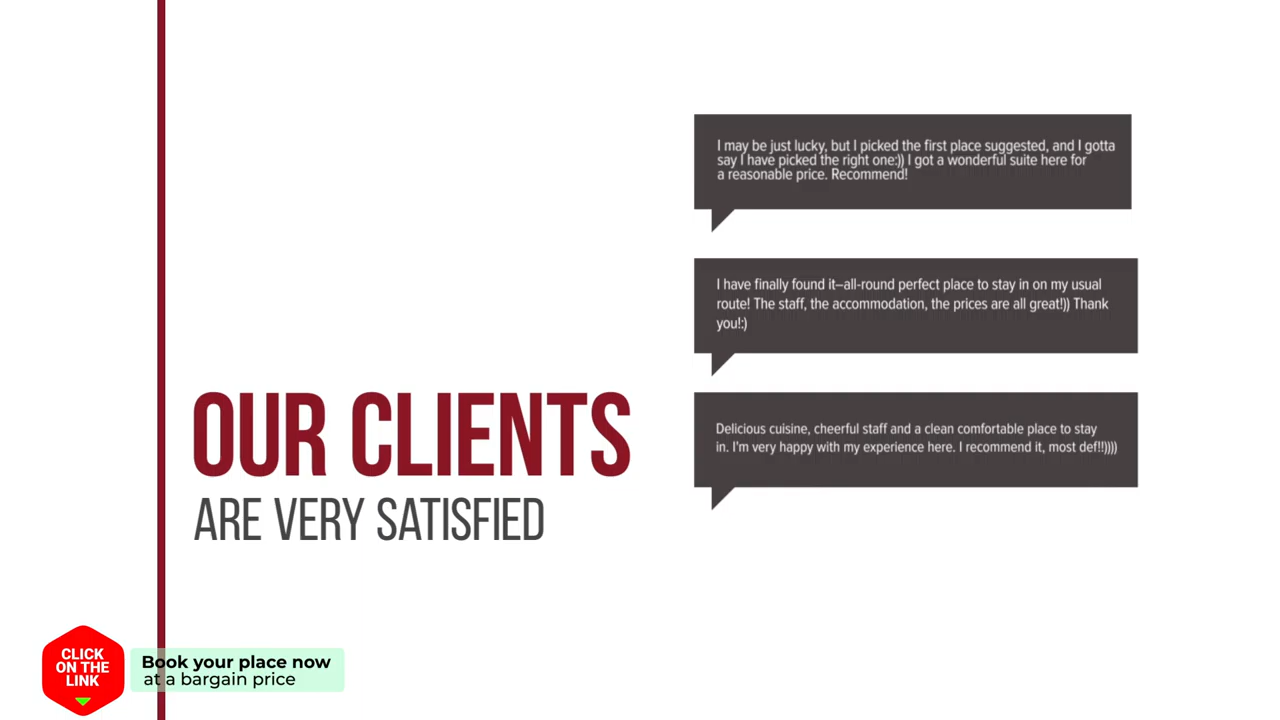 I may be just lucky, but I picked the first place suggested, and I gotta
say I have picked the right one:)) I got a wonderful suite here for
a reasonable price. Recommend!
I have finally found it—all-round perfect place to stay in on my usual
route! The staff, the accommodation, the prices are all great!)) Thank
you!:)
Delicious cuisine, cheerful staff and a clean comfortable place to stay
in. I'm very happy with my experience here. I recommend it, most def!!))))
OUR CLIENTS
ARE VERY SATISFIED
CLICK
ON THE
LINK
Book your place now
at a bargain price